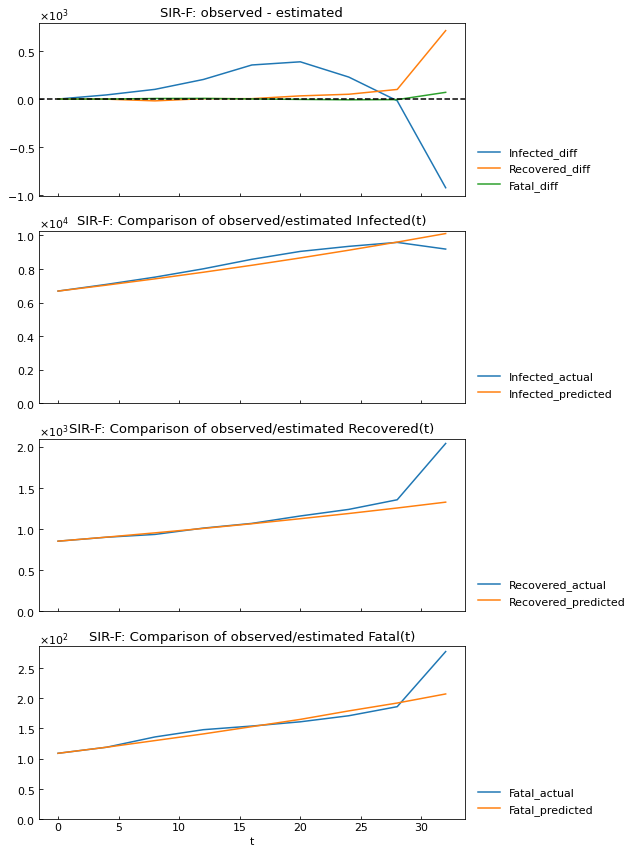 SIR-F: observed - estimated
×10³
0.5
0.0
−0.5
−1.0
Infected_diff
Recovered_diff
Fatal_diff
SIR-F: Comparison of observed/estimated Infected(t)
×10⁴
1.0
0.8
0.6
0.4
0.2
0.0
Infected_actual
Infected_predicted
SIR-F: Comparison of observed/estimated Recovered(t)
×10³
2.0
1.5
1.0
0.5
0.0
Recovered_actual
Recovered_predicted
SIR-F: Comparison of observed/estimated Fatal(t)
×10²
2.5
2.0
1.5
1.0
0.5
0.0
0 5 10 15 20 25 30
t
Fatal_actual
Fatal_predicted